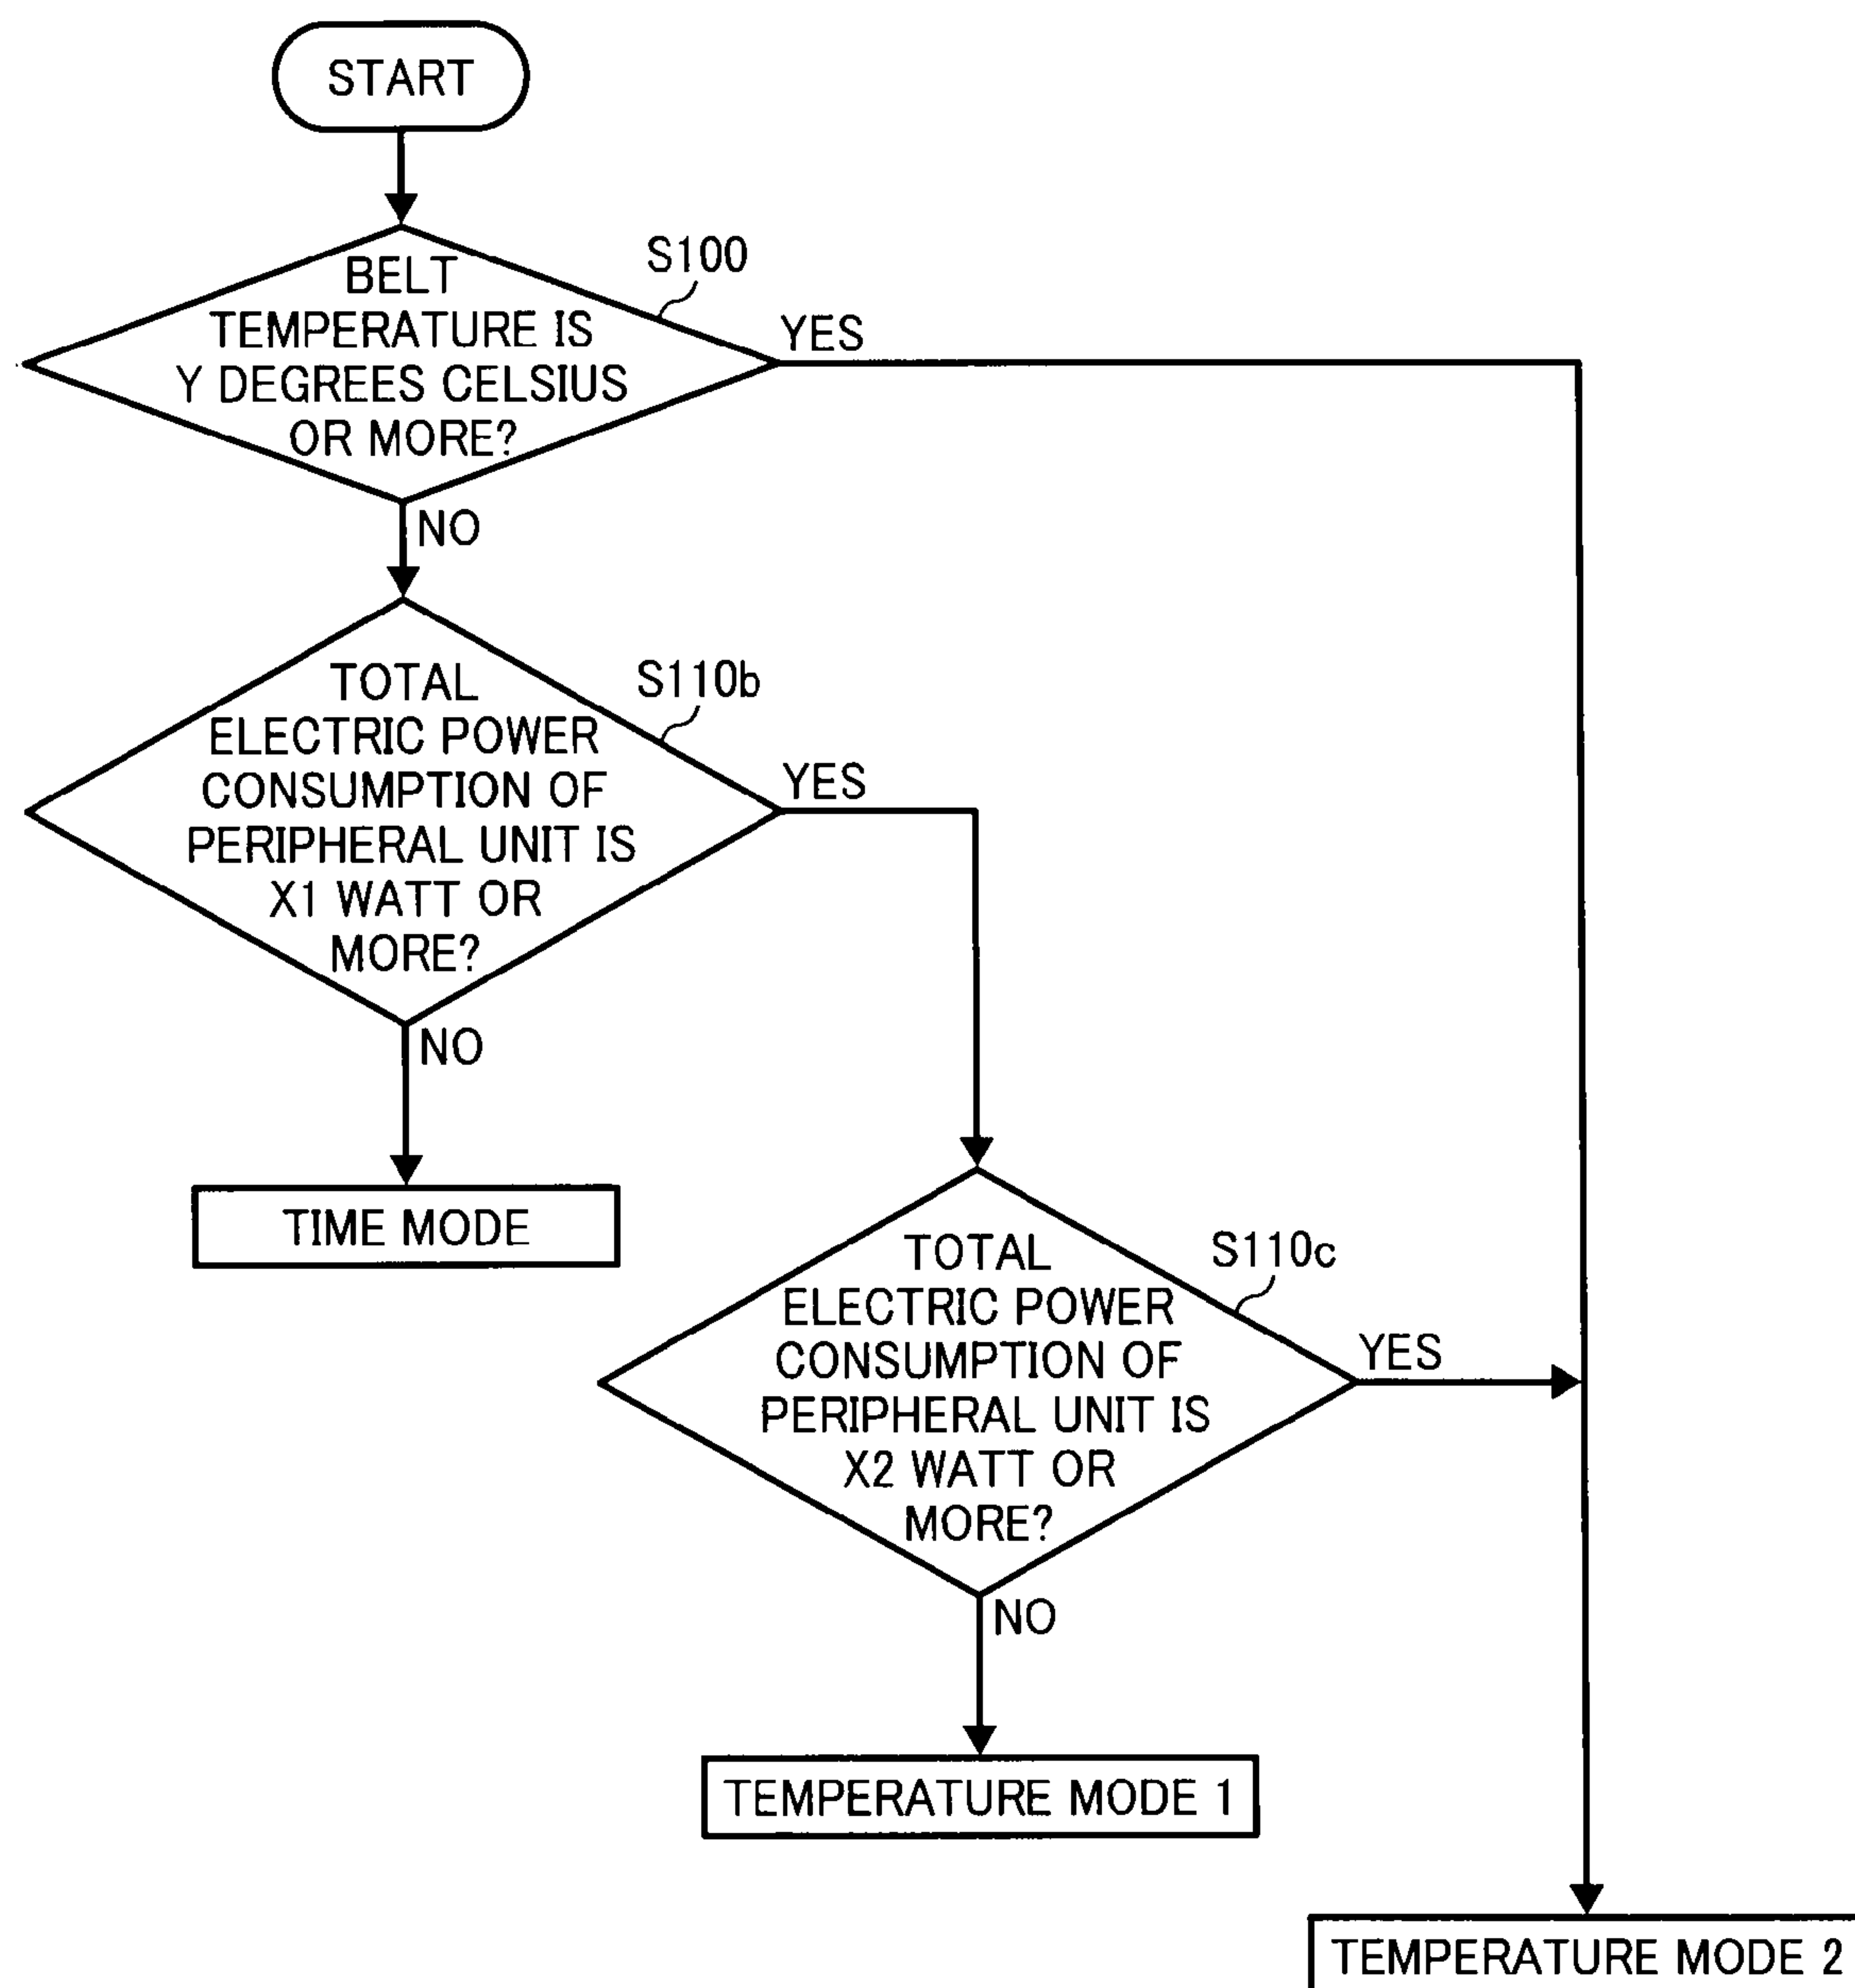 START
S100
BELT
TEMPERATURE IS
Y DEGREES CELSIUS
OR MORE?
YES
NO
S110b
TOTAL
ELECTRIC POWER
CONSUMPTION OF
PERIPHERAL UNIT IS
X1 WATT OR
MORE?
YES
NO
TIME MODE
S110c
TOTAL
ELECTRIC POWER
CONSUMPTION OF
PERIPHERAL UNIT IS
X2 WATT OR
MORE?
YES
NO
TEMPERATURE MODE 1
TEMPERATURE MODE 2